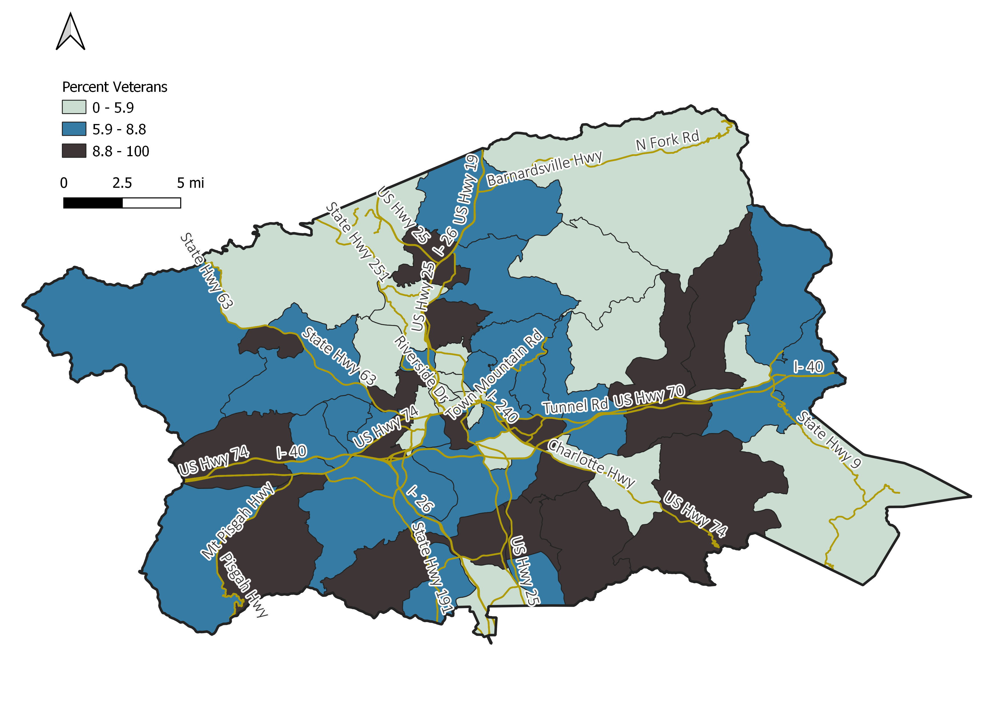 Percent Veterans
0 - 5.9
5.9 - 8.8
8.8 - 100
0 2.5 5 mi
N Fork Rd
Barnardsville Hwy
US Hwy 19
US Hwy 25
State Hwy 251
I- 26
State Hwy 63
US Hwy 25
State Hwy 63
Riverside Dr
Town Mountain Rd
I- 40
I- 240
Tunnel Rd
US Hwy 70
US Hwy 74
State Hwy 9
US Hwy 74
I- 40
Charlotte Hwy
I- 26
US Hwy 74
Mt Pisgah Hwy
State Hwy 191
US Hwy 25
Pisgah Hwy